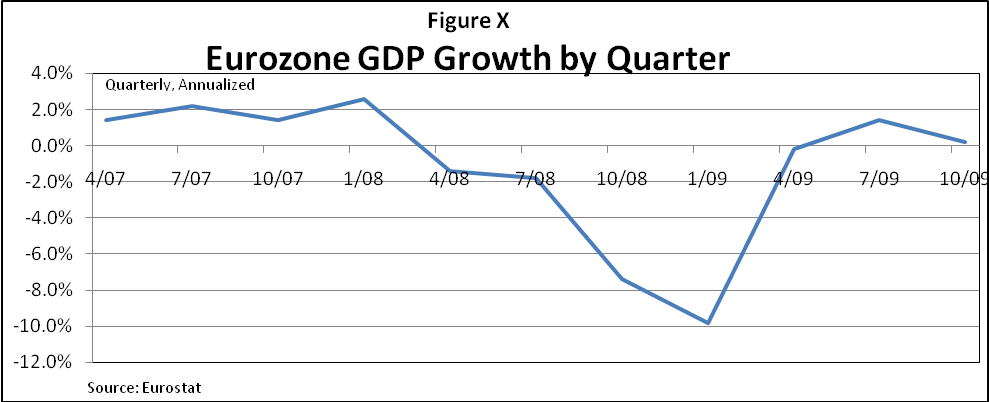 Figure X
Eurozone GDP Growth by Quarter
4.0%
Quarterly, Annualized
2.0%
0.0%
-2.0%
4/07 7/07 10/07 1/08 4/08 7/08 10/08 1/09 4/09 7/09 10/09
-4.0%
-6.0%
-8.0%
-10.0%
-12.0%
Source: Eurostat